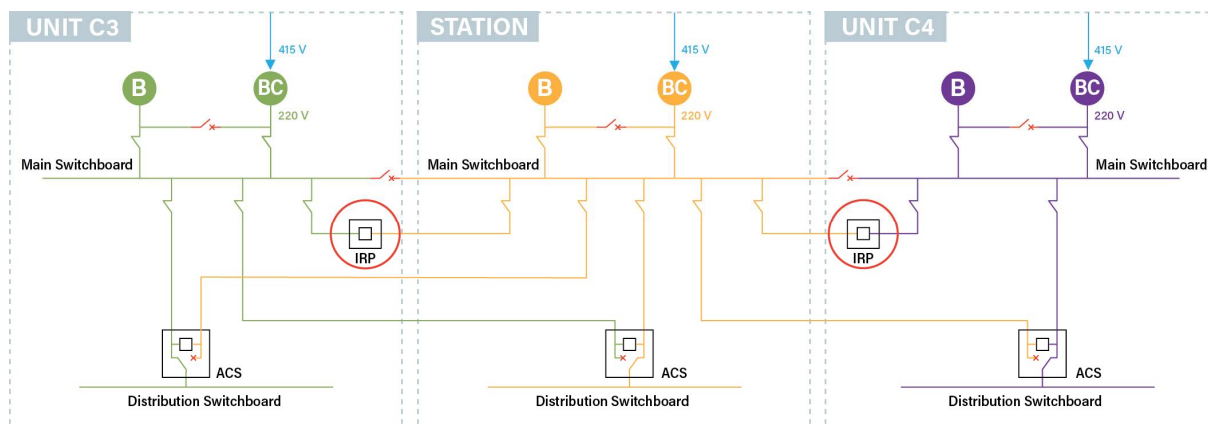 UNIT C3
STATION
UNIT C4
415 V
415 V
415 V
B
BC
B
BC
B
BC
220 V
220 V
220 V
Main Switchboard
Main Switchboard
Main Switchboard
IRP
IRP
ACS
ACS
ACS
Distribution Switchboard
Distribution Switchboard
Distribution Switchboard